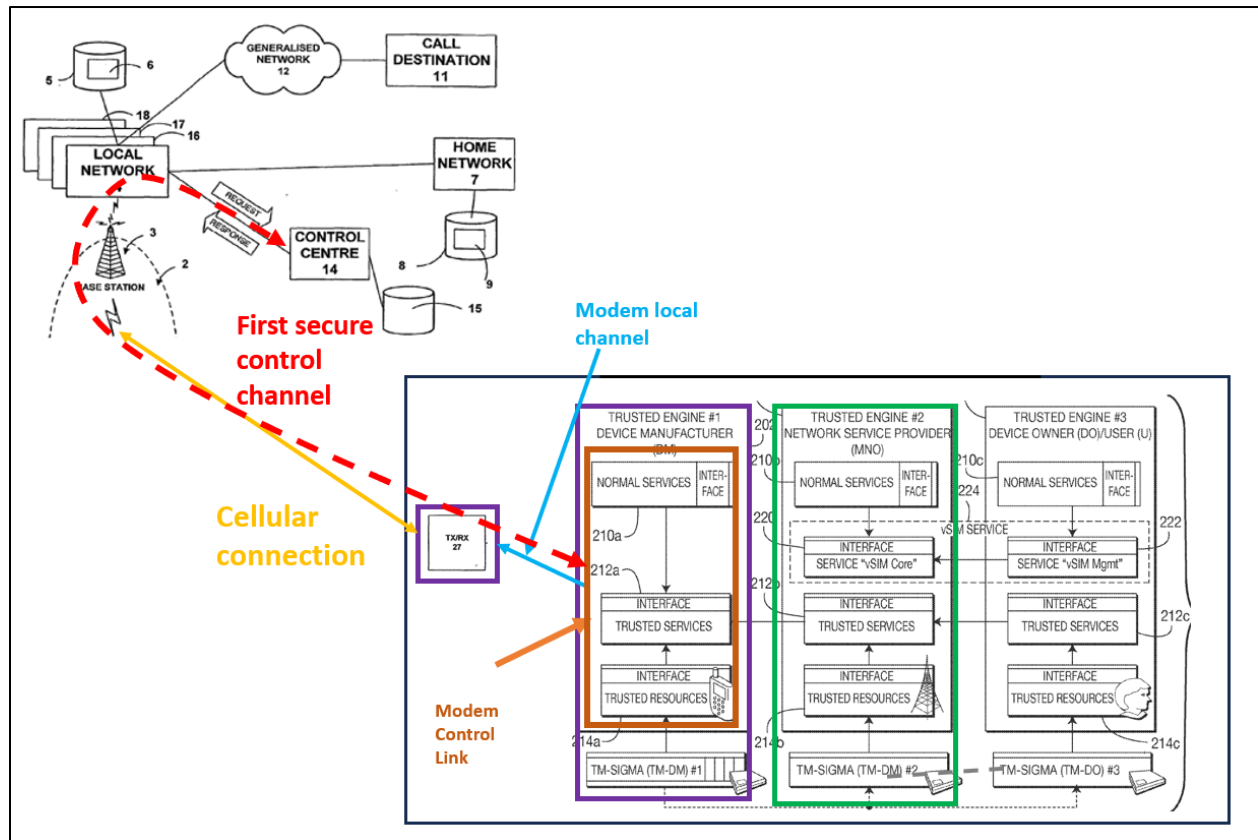 5
6
GENERALISED
NETWORK
12
CALL
DESTINATION
11
18
17
16
LOCAL
NETWORK
HOME
NETWORK
7
REQUEST
RESPONSE
3
2
CONTROL
CENTRE
14
8
9
15
ASE STATION
First secure
control
channel
Modem local
channel
Cellular
connection
TX/RX
27
Modem
Control
Link
TRUSTED ENGINE #1
DEVICE MANUFACTURER
(DM)
202
TRUSTED ENGINE #2
NETWORK SERVICE PROVIDER
(MNO)
TRUSTED ENGINE #3
DEVICE OWNER (DO)/USER (U)
NORMAL SERVICES
INTER-
FACE
210a
210b
NORMAL SERVICES
INTER-
FACE
210c
NORMAL SERVICES
INTER-
FACE
224
vSIM SERVICE
220
INTERFACE
SERVICE "vSIM Core"
INTERFACE
SERVICE "vSIM Mgmt"
222
212a
INTERFACE
TRUSTED SERVICES
212b
INTERFACE
TRUSTED SERVICES
INTERFACE
TRUSTED SERVICES
212c
INTERFACE
TRUSTED RESOURCES
INTERFACE
TRUSTED RESOURCES
INTERFACE
TRUSTED RESOURCES
214a
214b
214c
TM-SIGMA (TM-DM) #1
TM-SIGMA (TM-DM) #2
TM-SIGMA (TM-DO) #3